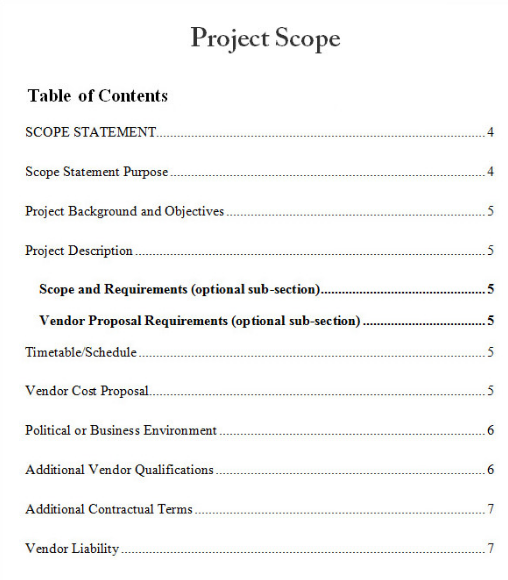 Project Scope
Table of Contents
SCOPE STATEMENT.......................................................................................... 4
Scope Statement Purpose....................................................................................... 4
Project Background and Objectives....................................................................... 5
Project Description................................................................................................ 5
Scope and Requirements (optional sub-section)................................................ 5
Vendor Proposal Requirements (optional sub-section)................................... 5
Timetable/Schedule............................................................................................... 5
Vendor Cost Proposal............................................................................................ 5
Political or Business Environment......................................................................... 6
Additional Vendor Qualifications.......................................................................... 6
Additional Contractual Terms................................................................................ 7
Vendor Liability.................................................................................................... 7